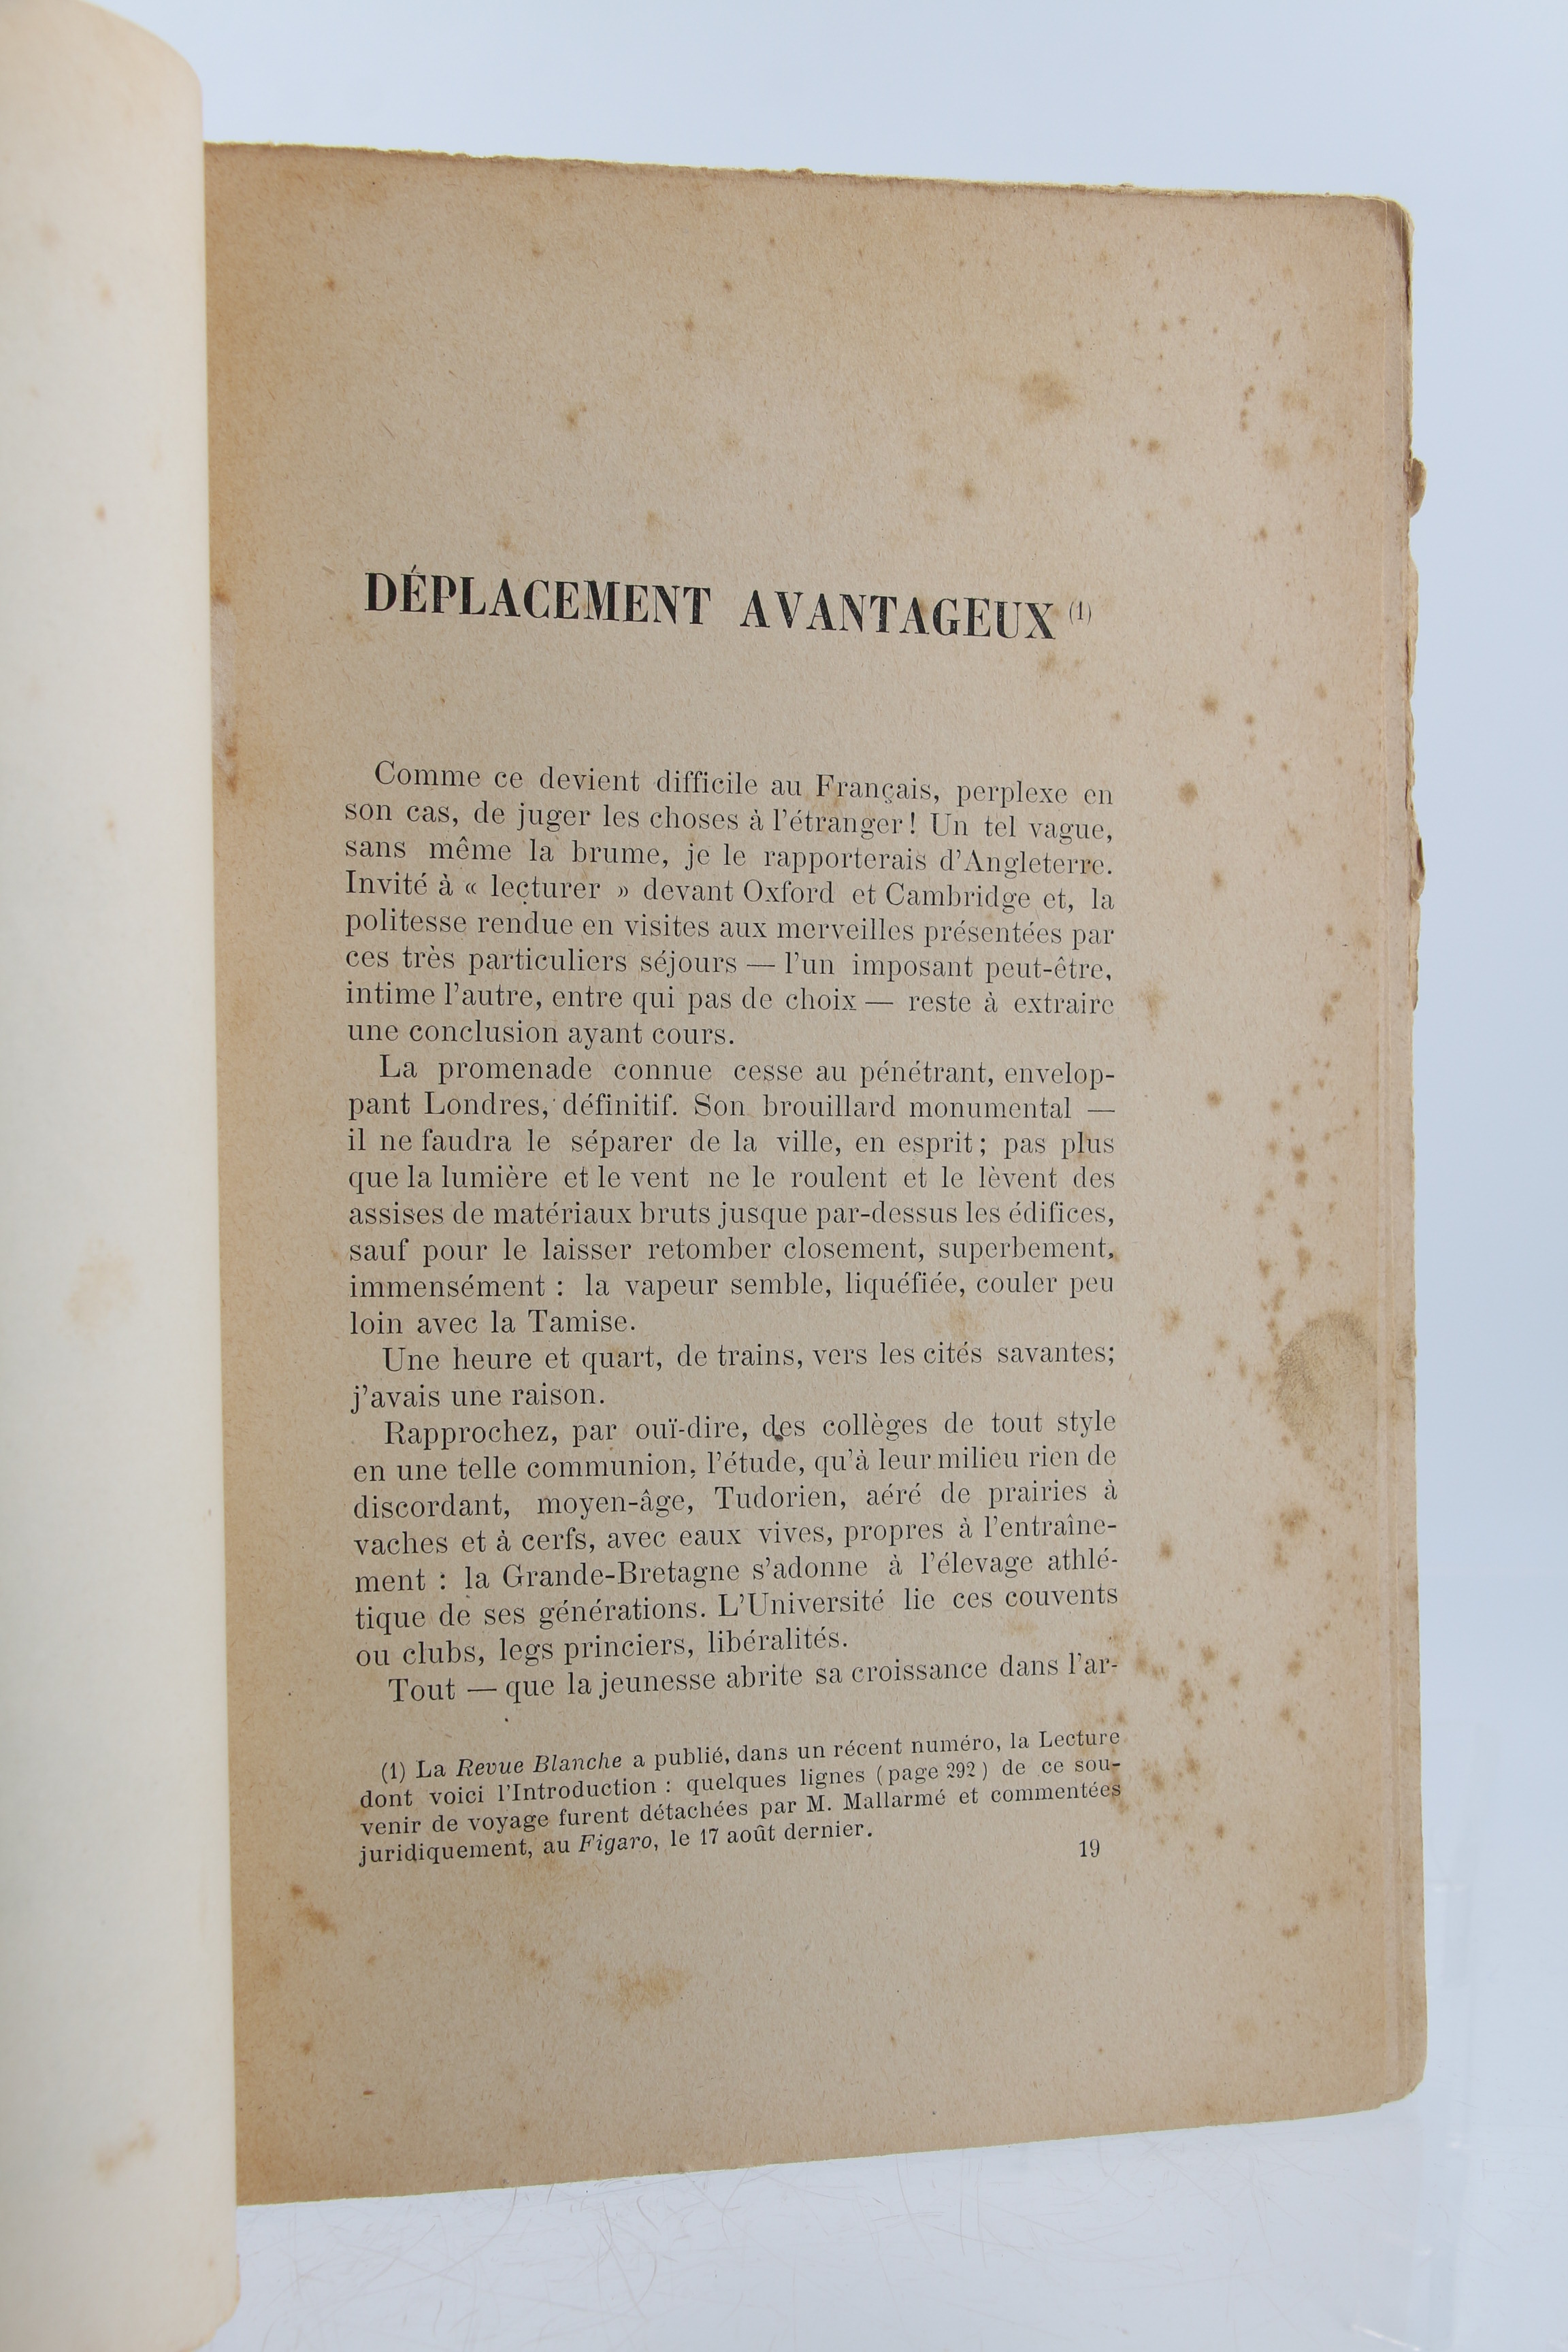 DÉPLACEMENT AVANTAGEUX (1)
Comme ce devient difficile au Français, perplexe en
son cas, de juger les choses à l'étranger! Un tel vague,
sans même la brume, je le rapporterais d'Angleterre.
Invité à « lecturer » devant Oxford et Cambridge et, la
politesse rendue en visites aux merveilles présentées par
ces très particuliers séjours — l'un imposant peut-être,
intime l'autre, entre qui pas de choix — reste à extraire
une conclusion ayant cours.
La promenade connue cesse au pénétrant, envelop-
pant Londres, définitif. Son brouillard monumental —
il ne faudra le séparer de la ville, en esprit; pas plus
que la lumière et le vent ne le roulent et le lèvent des
assises de matériaux bruts jusque par-dessus les édifices,
sauf pour le laisser retomber closement, superbement,
immensément : la vapeur semble, liquéfiée, couler peu
loin avec la Tamise.
Une heure et quart, de trains, vers les cités savantes;
j'avais une raison.
Rapprochez, par ouï-dire, des collèges de tout style
en une telle communion, l'étude, qu'à leur milieu rien de
discordant, moyen-âge, Tudorien, aéré de prairies à
vaches et à cerfs, avec eaux vives, propres à l'entraîne-
ment : la Grande-Bretagne s'adonne à l'élevage athlé-
tique de ses générations. L'Université lie ces couvents
ou clubs, legs princiers, libéralités.
Tout — que la jeunesse abrite sa croissance dans l'ar-
(1) La Revue Blanche a publié, dans un récent numéro, la Lecture
dont voici l'Introduction : quelques lignes (page 292) de ce sou-
venir de voyage furent détachées par M. Mallarmé et commentées
juridiquement, au Figaro, le 17 août dernier.
19